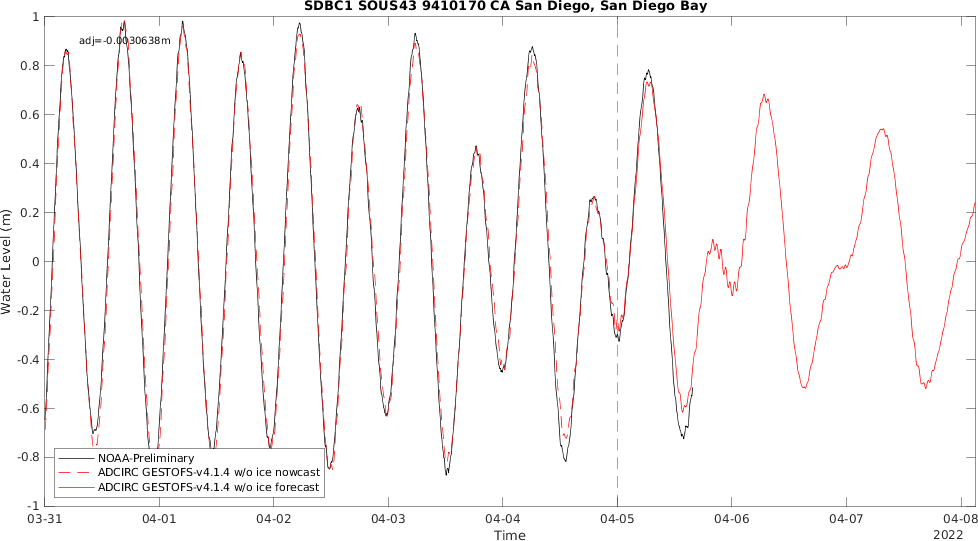 SDBC1 SOUS43 9410170 CA San Diego, San Diego Bay
adj=-0.0030638m
1
0.8
0.6
0.4
0.2
0
-0.2
-0.4
-0.6
-0.8
-1
Water Level (m)
NOAA-Preliminary
ADCIRC GESTOFS-v4.1.4 w/o ice nowcast
ADCIRC GESTOFS-v4.1.4 w/o ice forecast
03-31 04-01 04-02 04-03 04-04 04-05 04-06 04-07 04-08
Time
2022